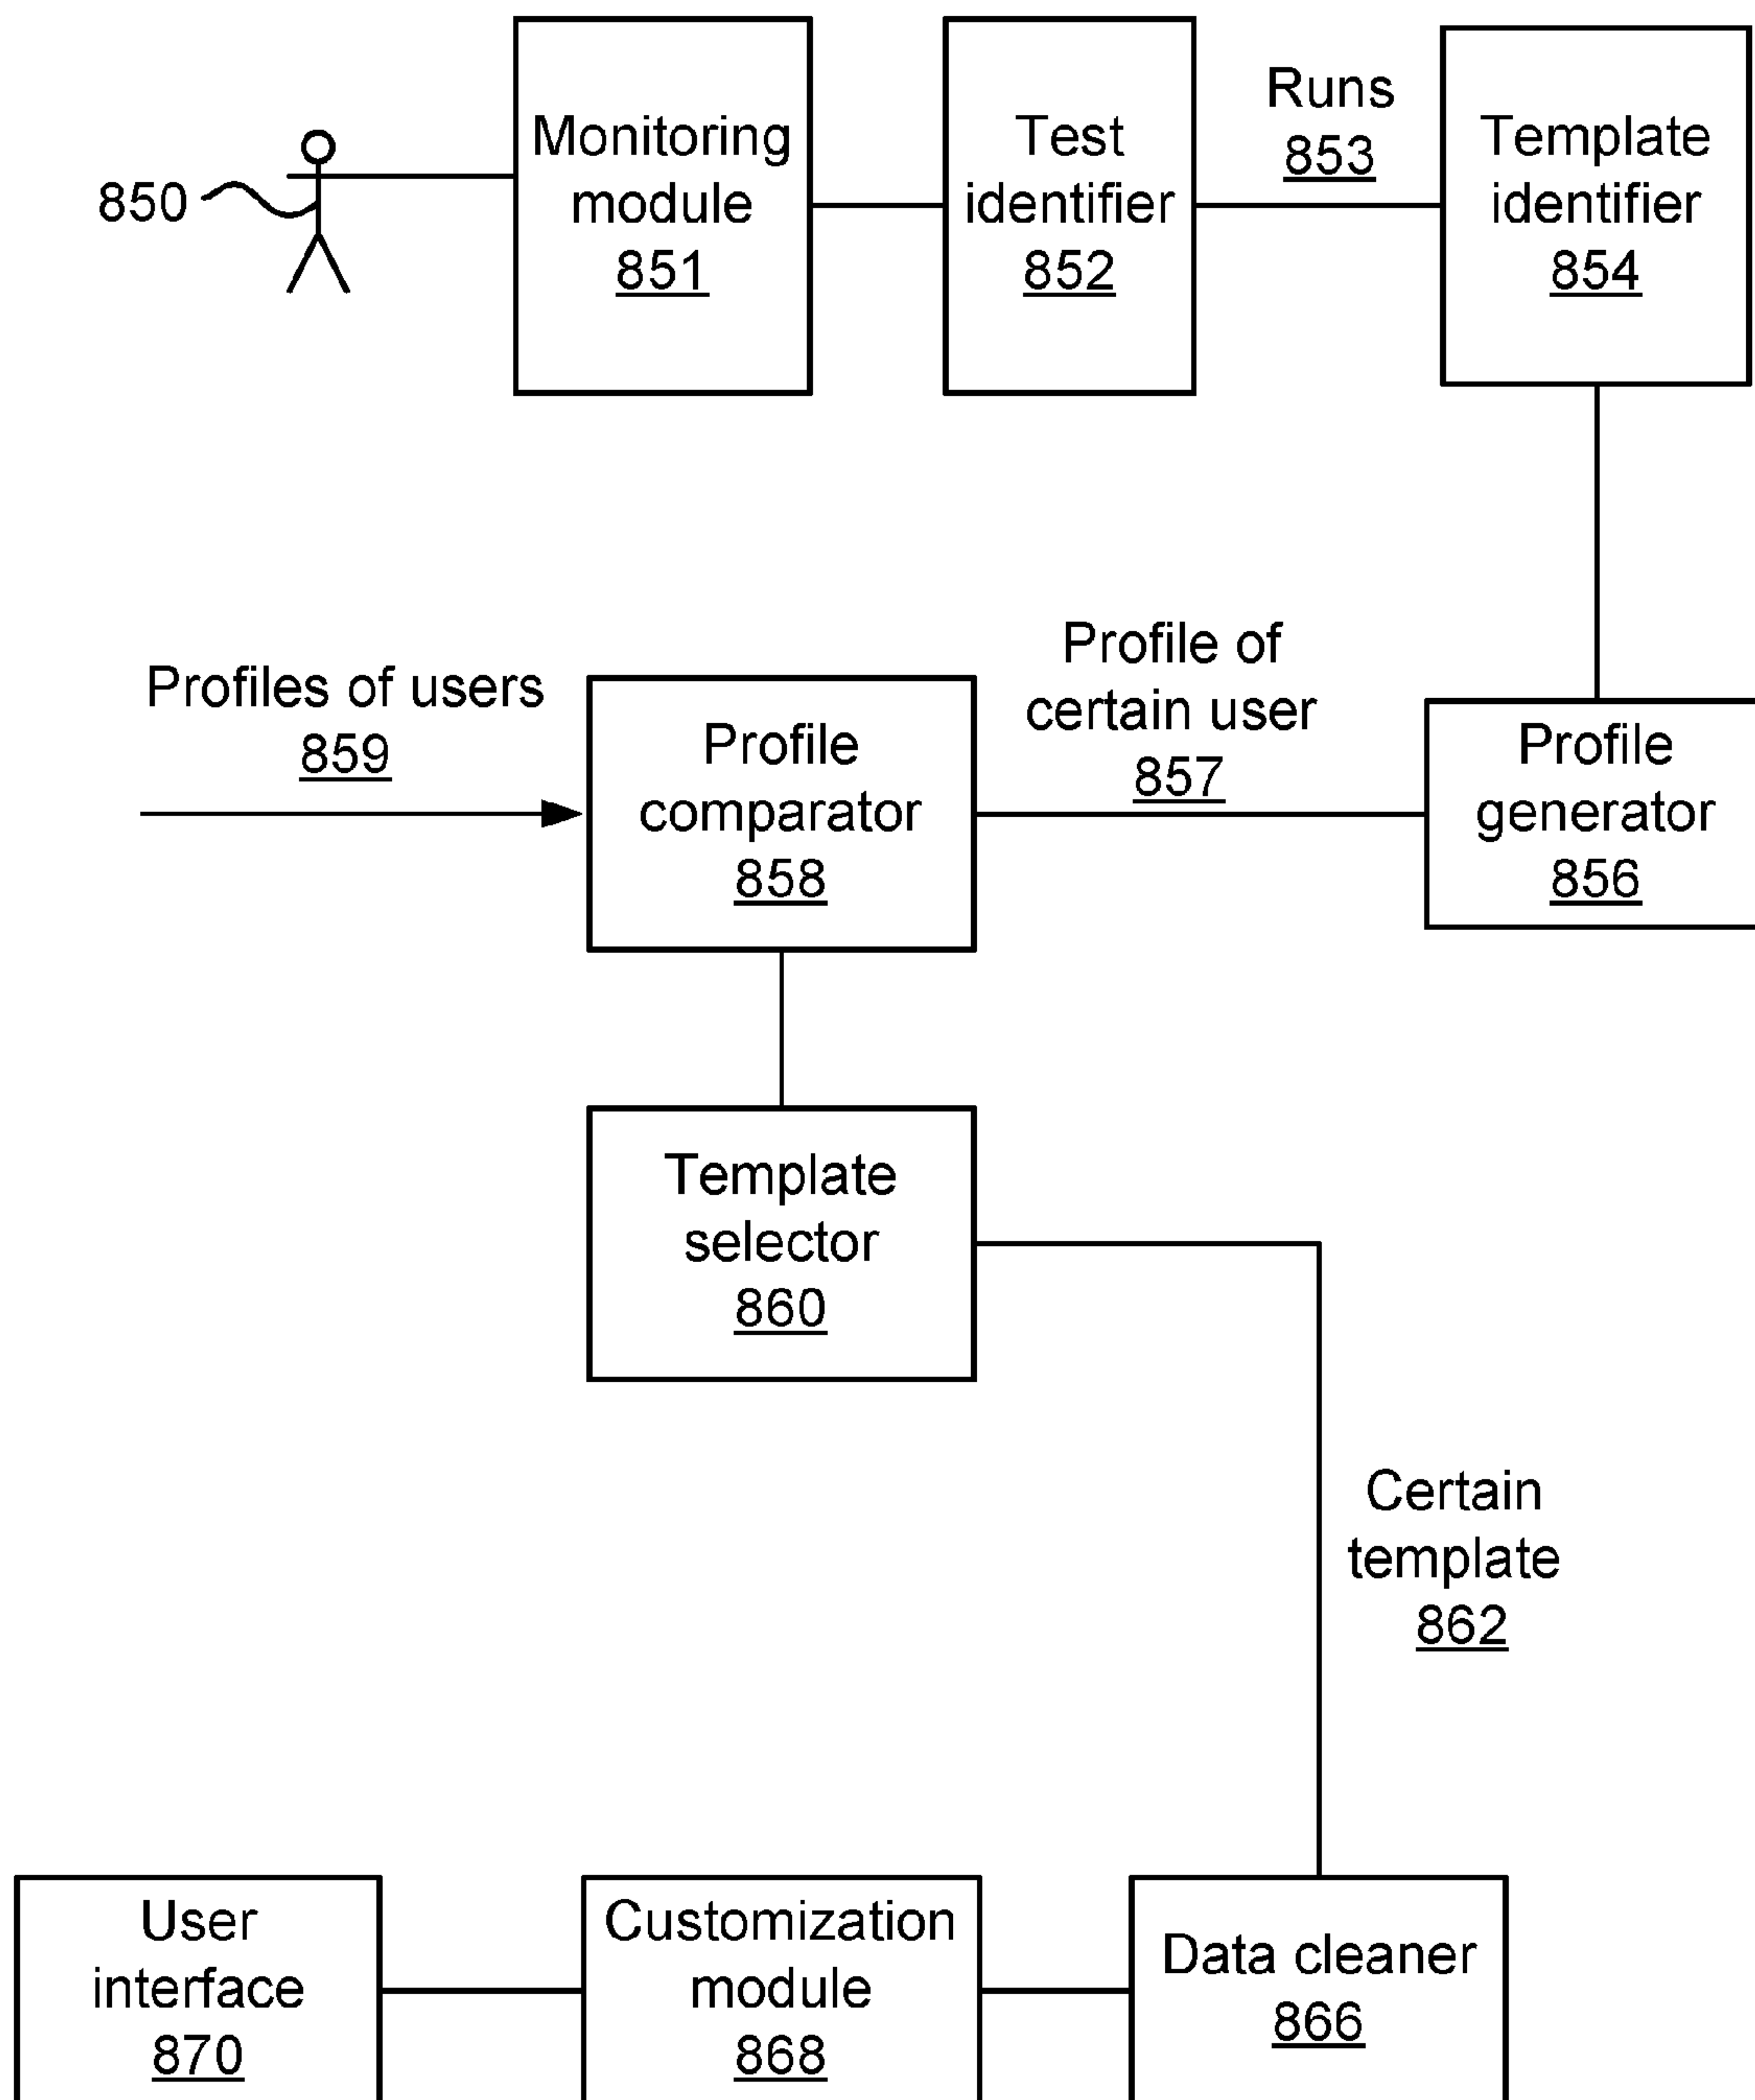 850
Monitoring
module
851
Test
identifier
852
Runs
853
Template
identifier
854
Profiles of users
859
Profile
comparator
858
Profile of
certain user
857
Profile
generator
856
Template
selector
860
Certain
template
862
User
interface
870
Customization
module
868
Data cleaner
866